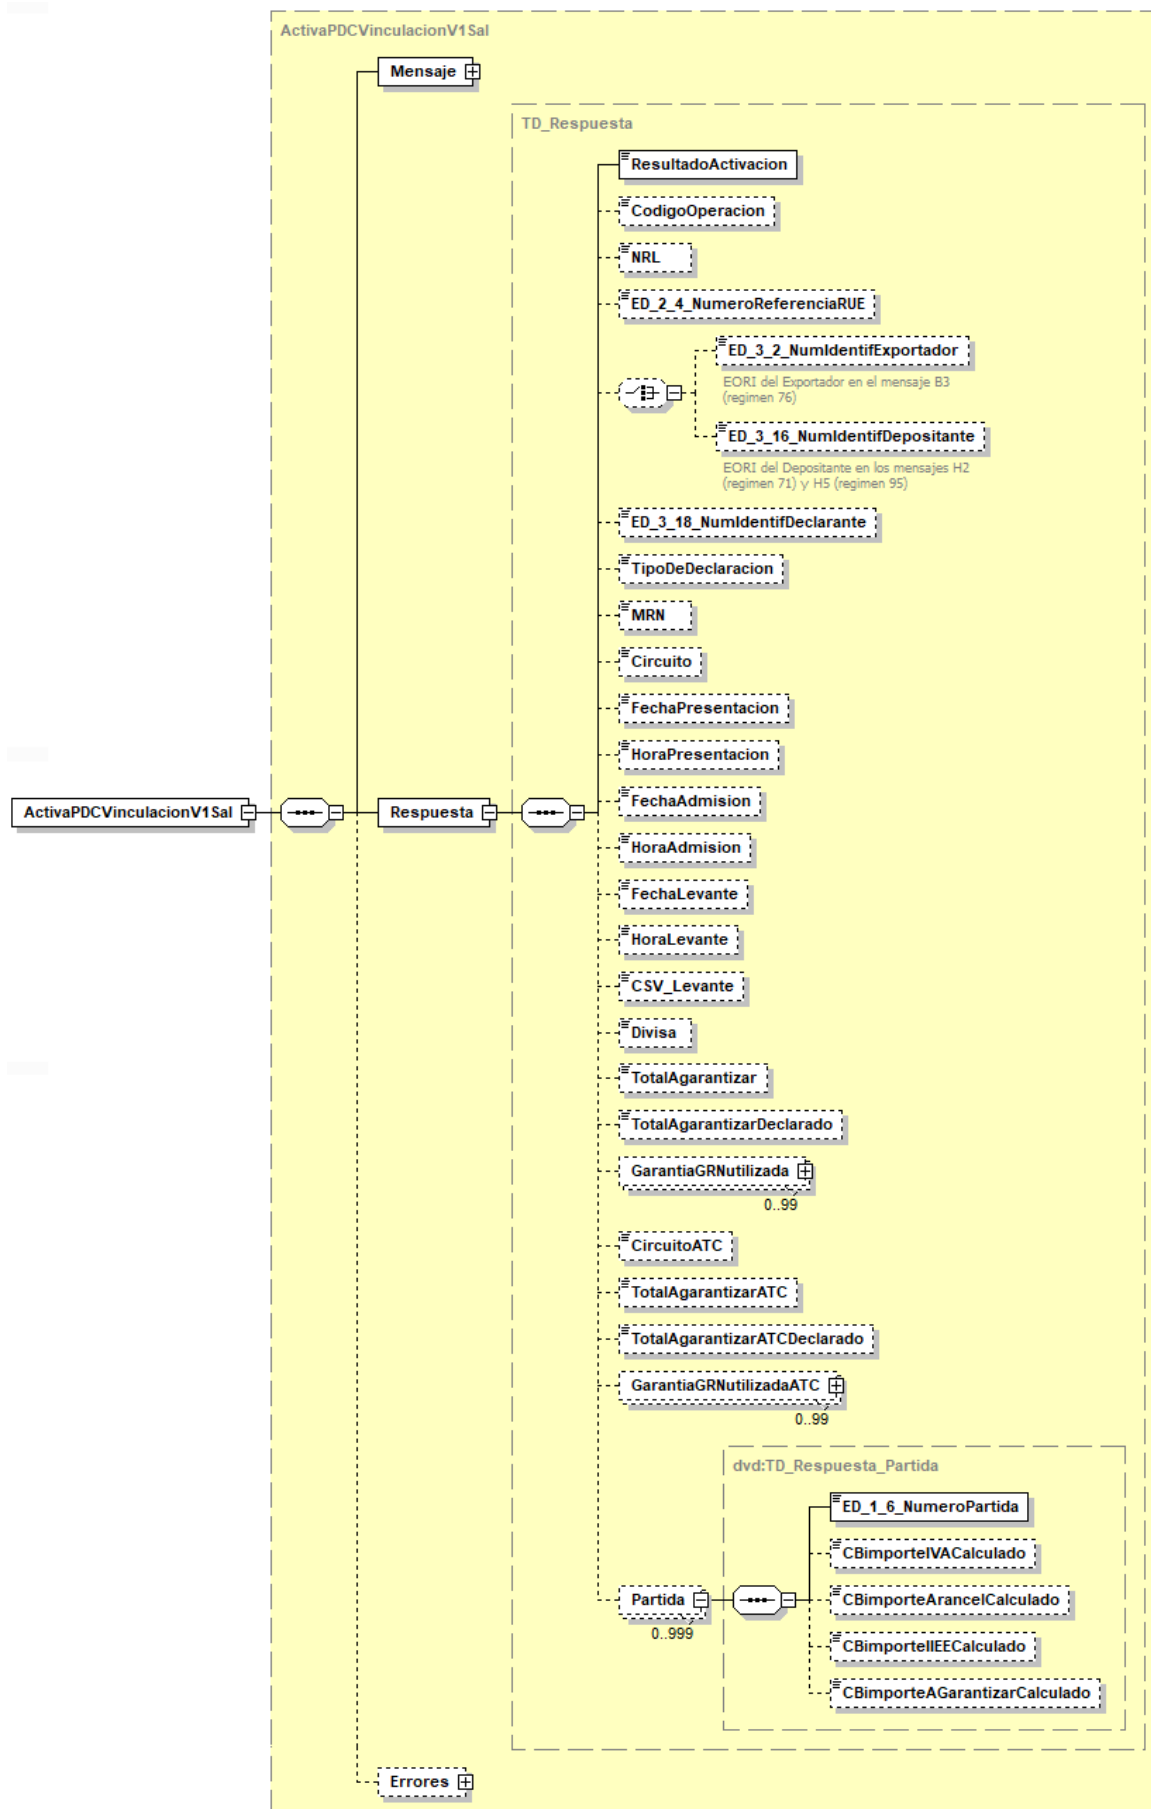 ActivaPDCVinculacionV1Sal
Mensaje
TD_Respuesta
ResultadoActivacion
CodigoOperacion
NRL
ED_2_4_NumeroReferenciaRUE
ED_3_2_NumIdentifExportador
EORI del Exportador en el mensaje B3
(regimen 76)
ED_3_16_NumIdentifDepositante
EORI del Depositante en los mensajes H2
(regimen 71) y H5 (regimen 95)
ED_3_18_NumIdentifDeclarante
TipoDeDeclaracion
MRN
Circuito
FechaPresentacion
HoraPresentacion
FechaAdmision
ActivaPDCVinculacionV1Sal
Respuesta
HoraAdmision
FechaLevante
HoraLevante
CSV_Levante
Divisa
TotalAgarantizar
TotalAgarantizarDeclarado
GarantiaGRNutilizada
0..99
CircuitoATC
TotalAgarantizarATC
TotalAgarantizarATCDeclarado
GarantiaGRNutilizadaATC
0..99
dvd:TD_Respuesta_Partida
ED_1_6_NumeroPartida
CBimporteIVACalculado
Partida
0..999
CBimporteArancelCalculado
CBimporteIIEECalculado
CBimporteAGarantizarCalculado
Errores